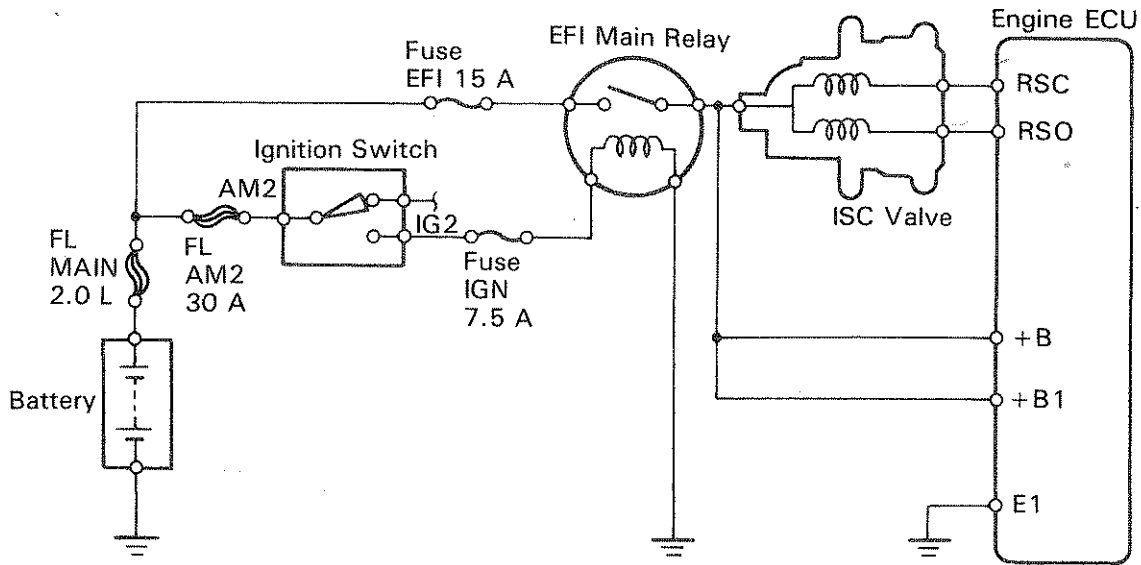 Engine ECU
EFI Main Relay
Fuse
EFI 15 A
RSC
RSO
Ignition Switch
AM2
IG2
ISC Valve
FL
MAIN
2.0 L
FL
AM2
30 A
Fuse
IGN
7.5 A
+B
Battery
+B1
E1